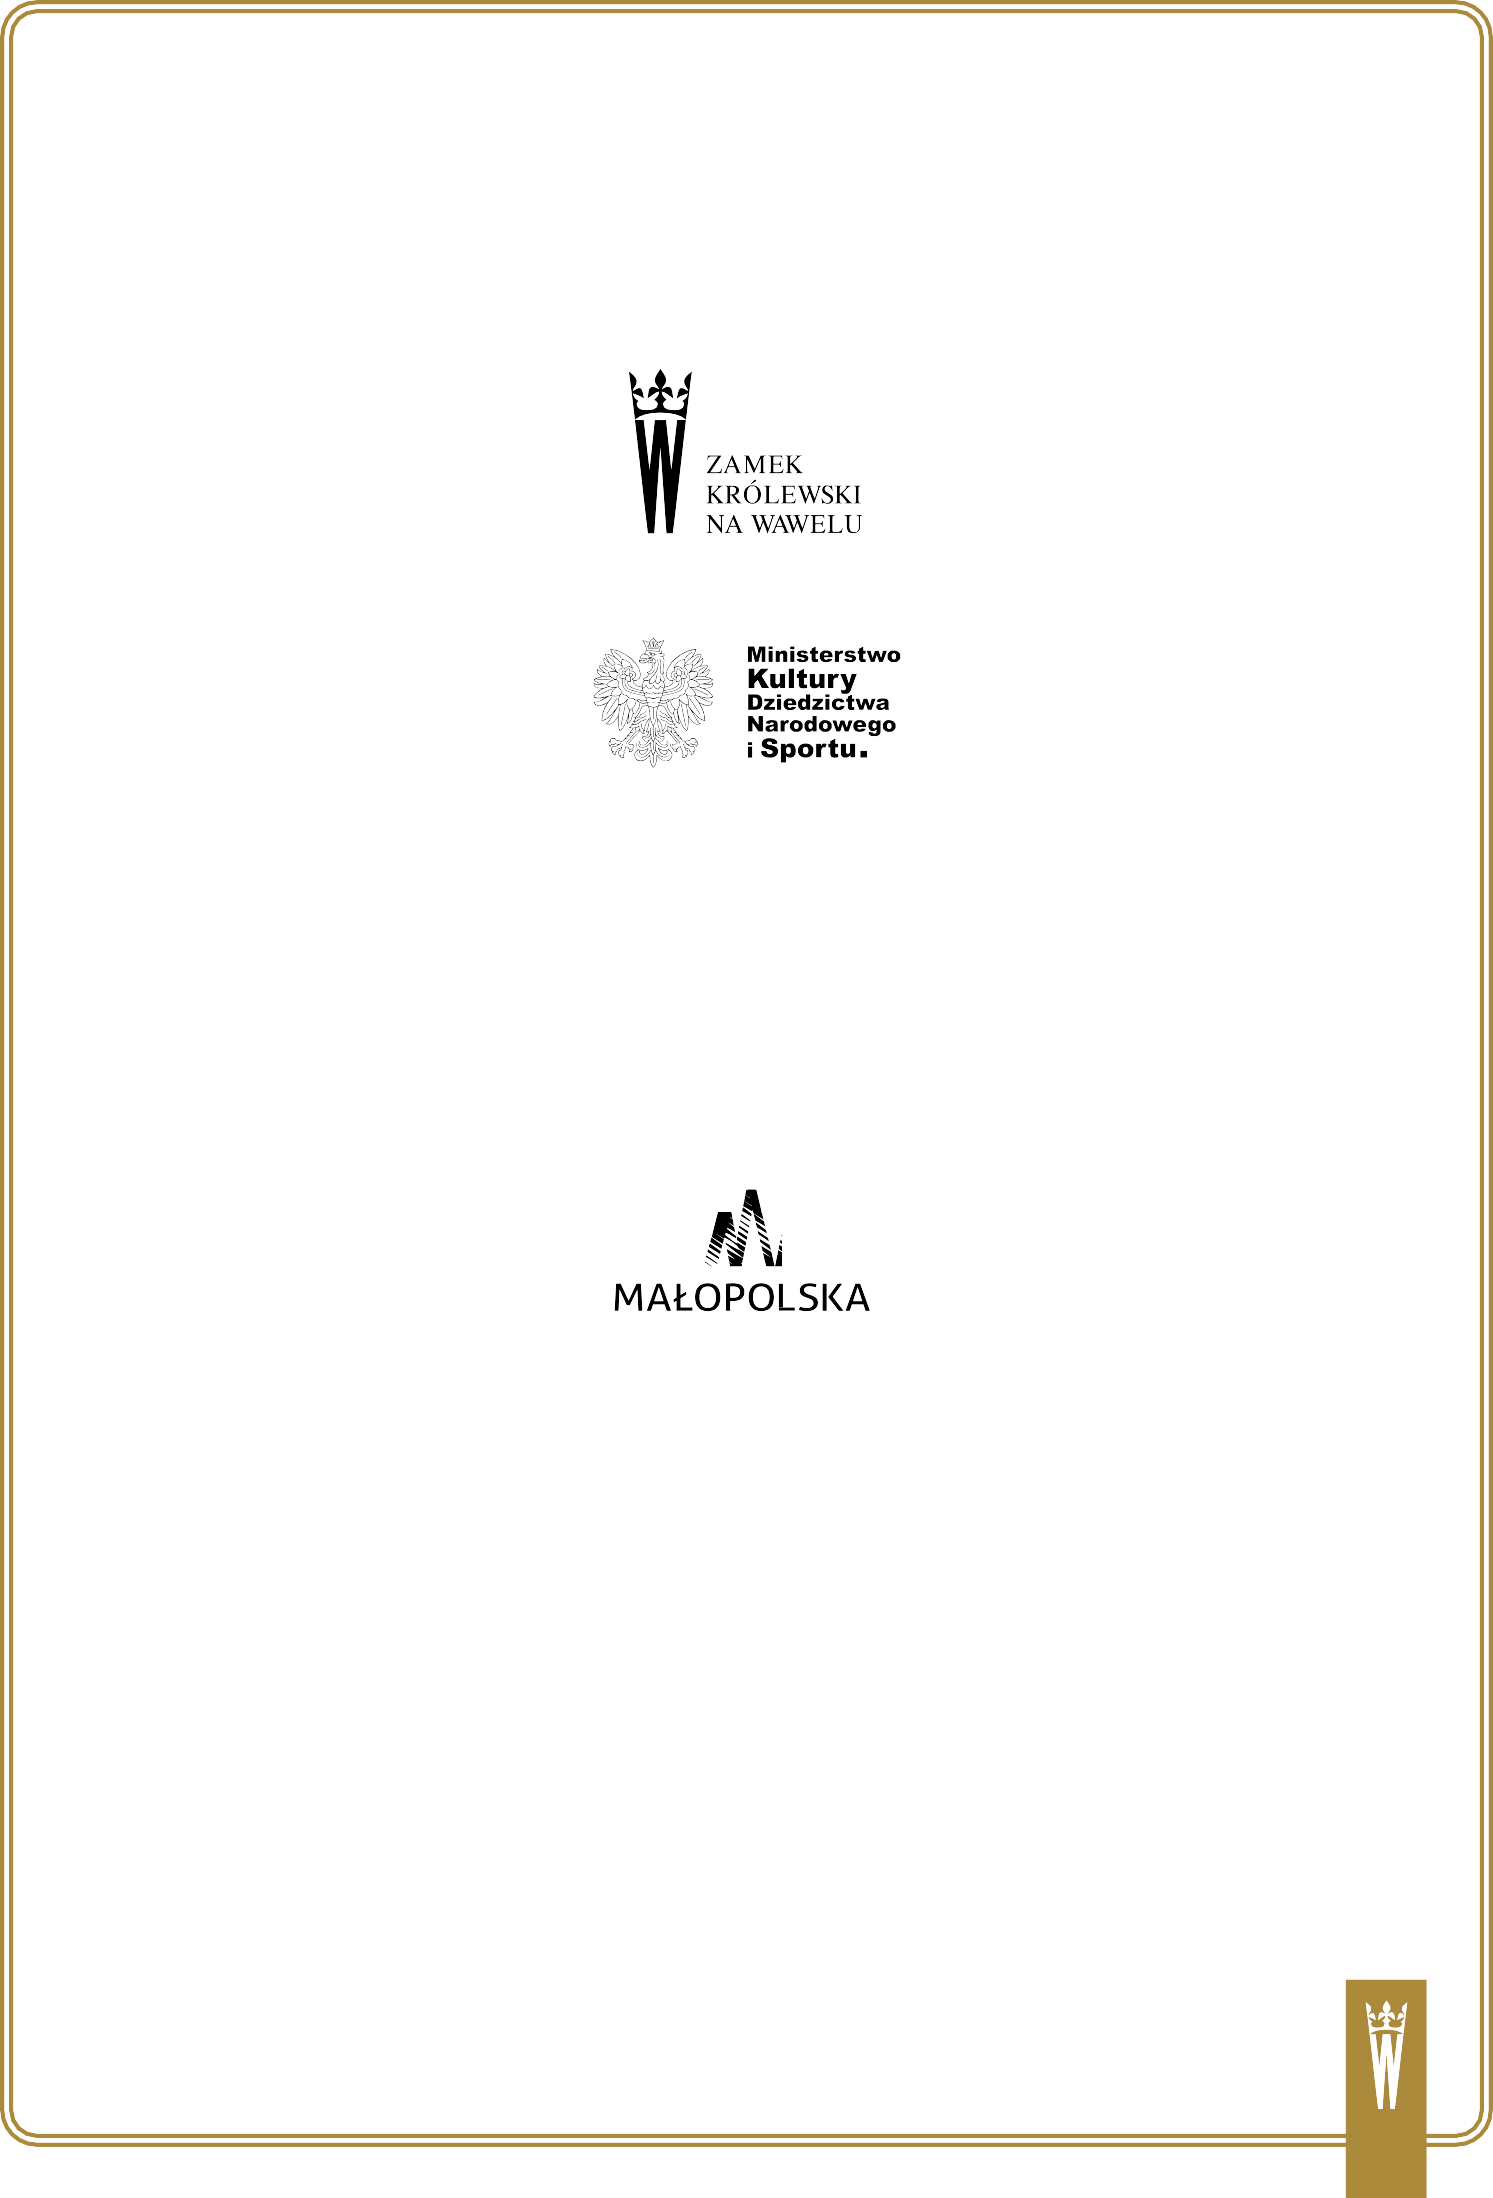 ZAMEK
KRÓLEWSKI
NA WAWELU
Ministerstwo
Kultury
Dziedzictwa
Narodowego
i Sportu.
MAŁOPOLSKA